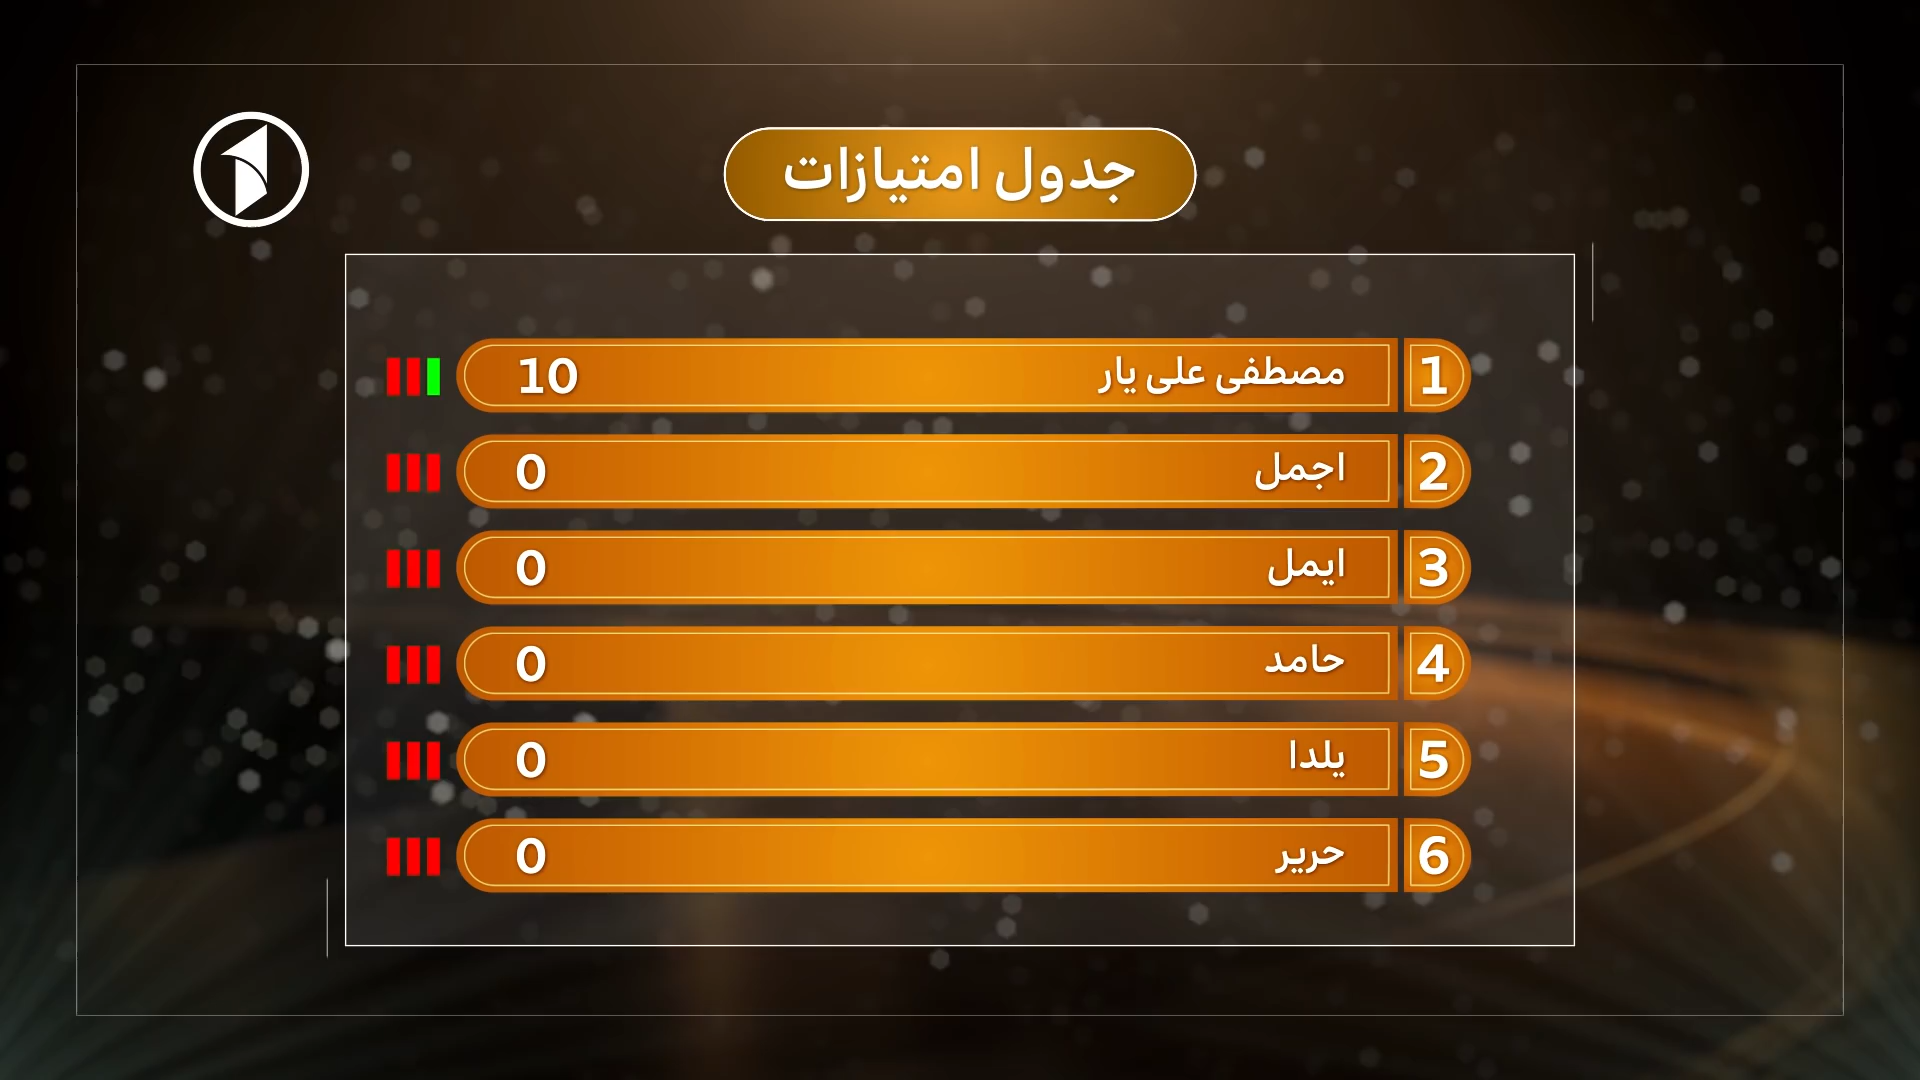 جدول امتیازات
1 مصطفی علی یار 10
2 اجمل 0
3 ایمل 0
4 حامد 0
5 یلدا 0
6 حریر 0